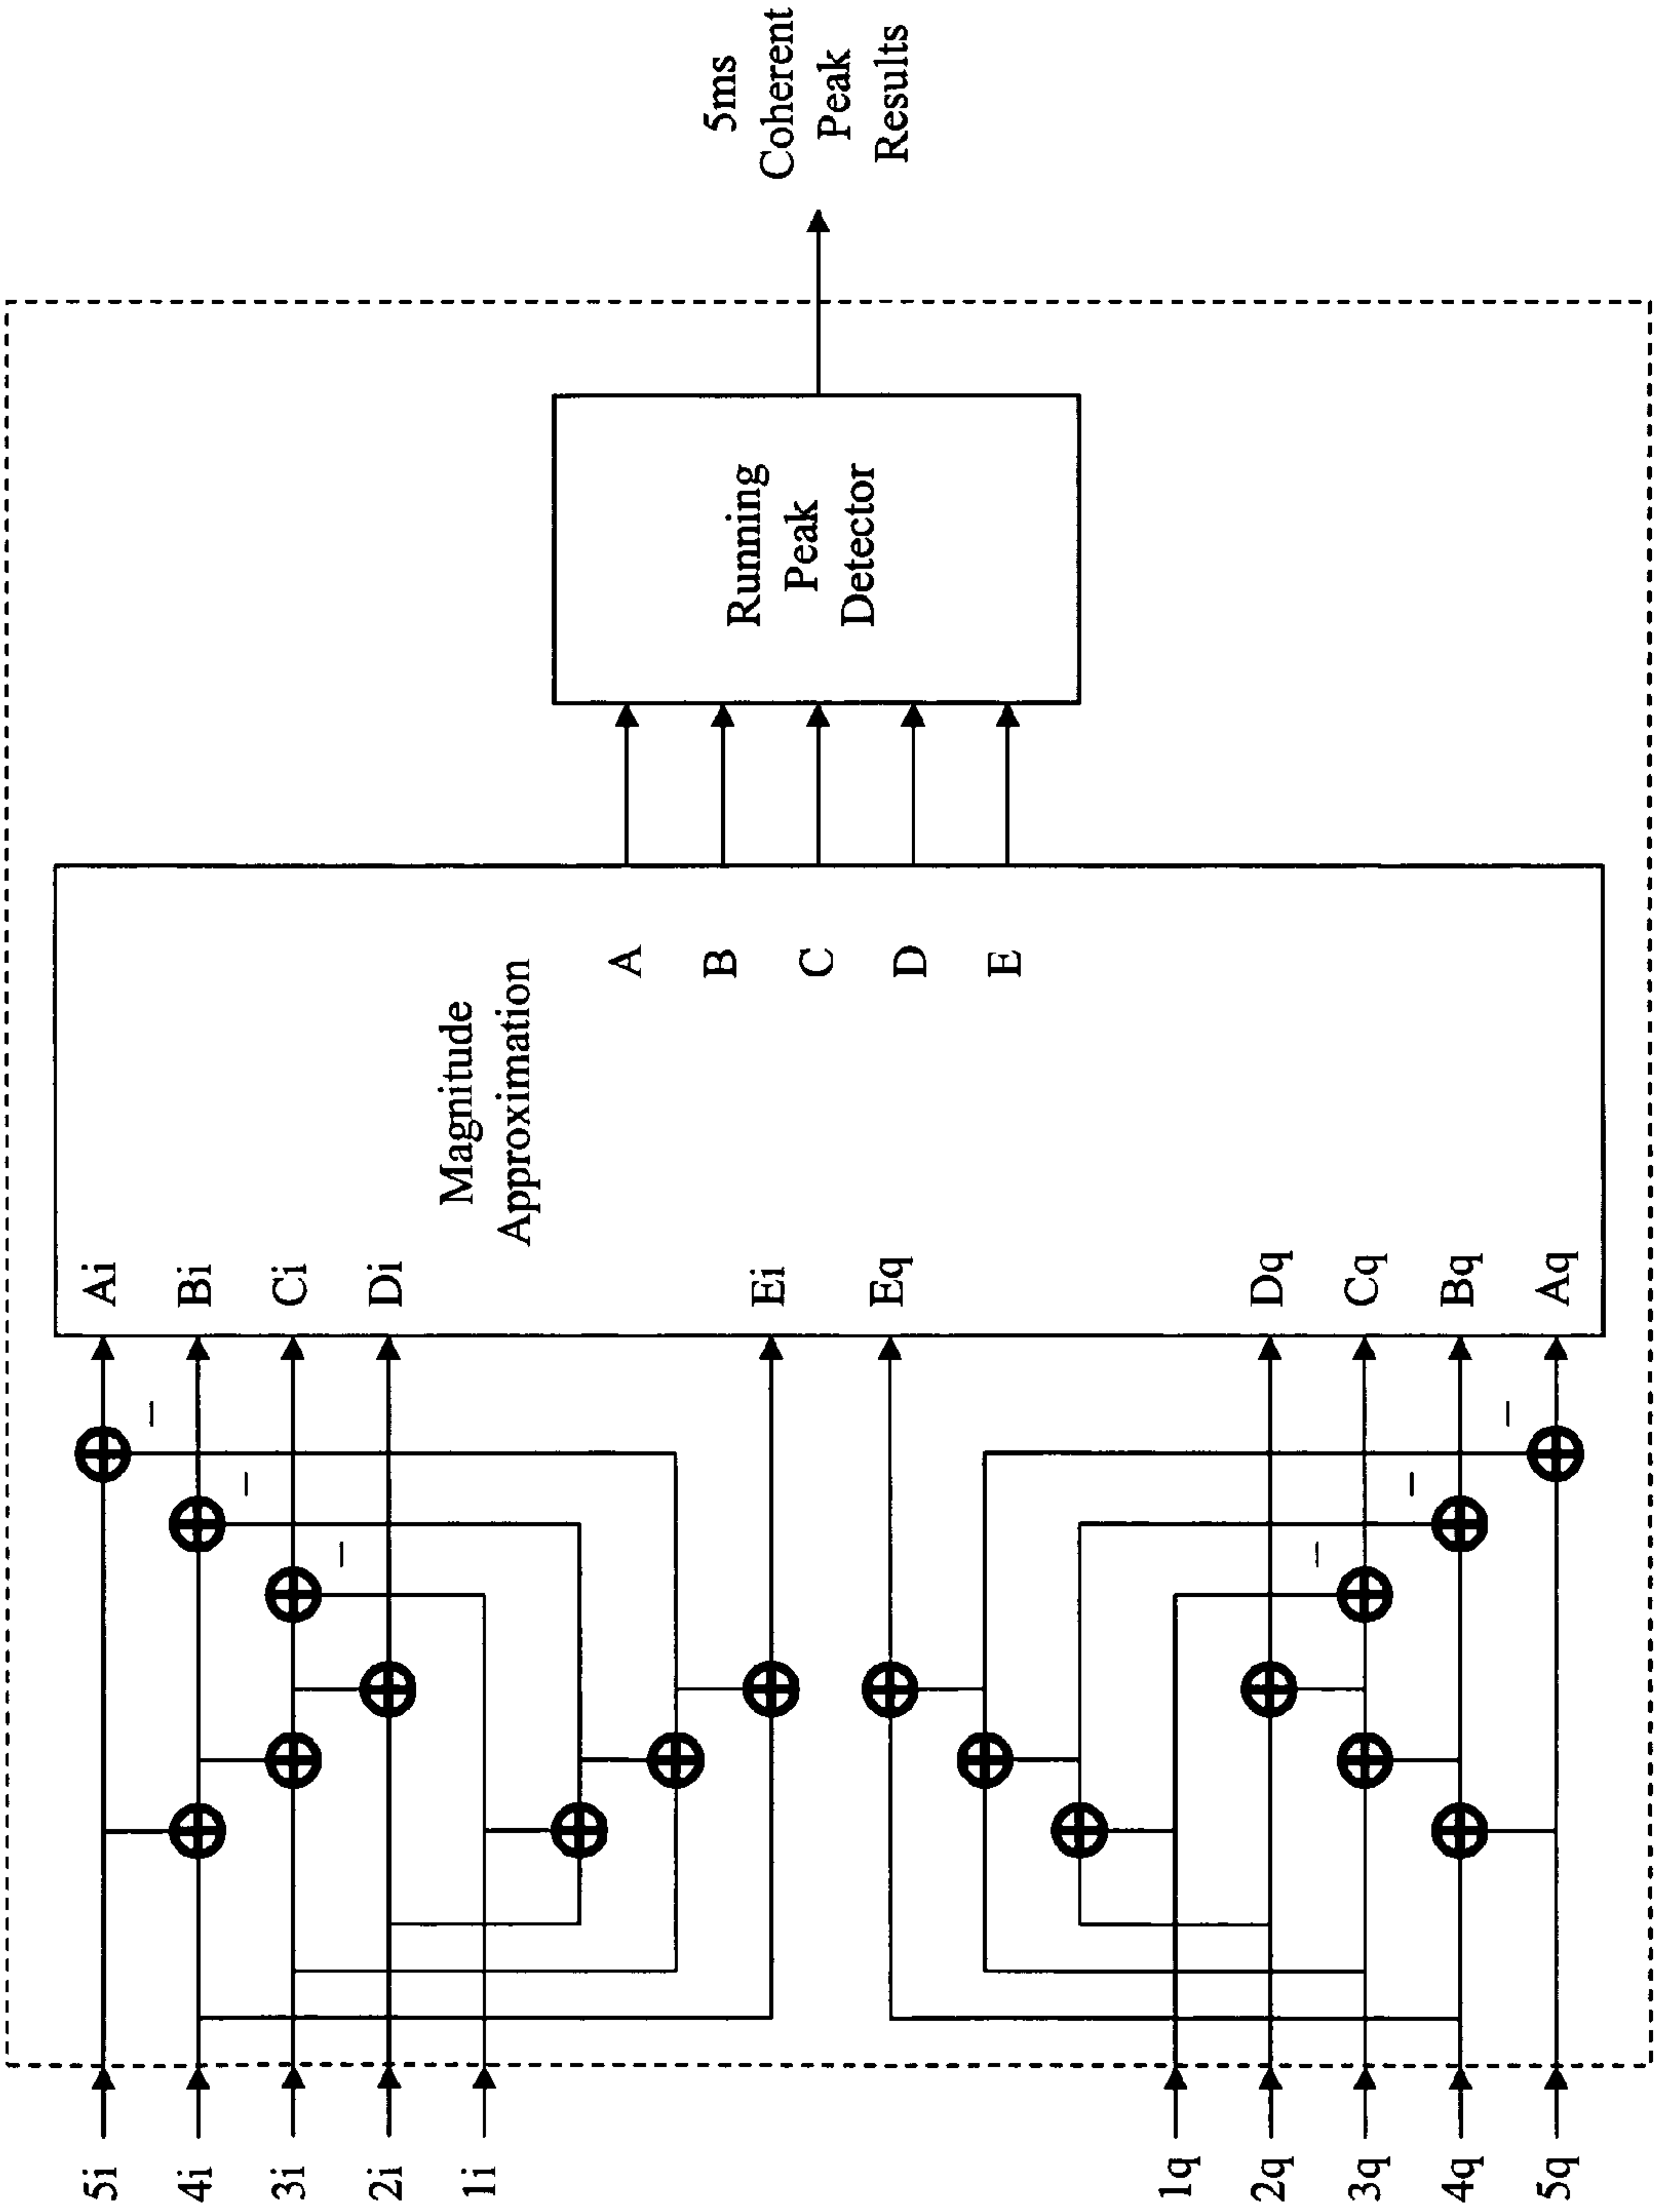 5i
4i
3i
2i
1i
1q
2q
3q
4q
5q
−
−
−
−
−
−
Ai
Bi
Ci
Di
Ei
Eq
Dq
Cq
Bq
Aq
Magnitude
Approximation
A
B
C
D
E
Running
Peak
Detector
5ms
Coherent
Peak
Results